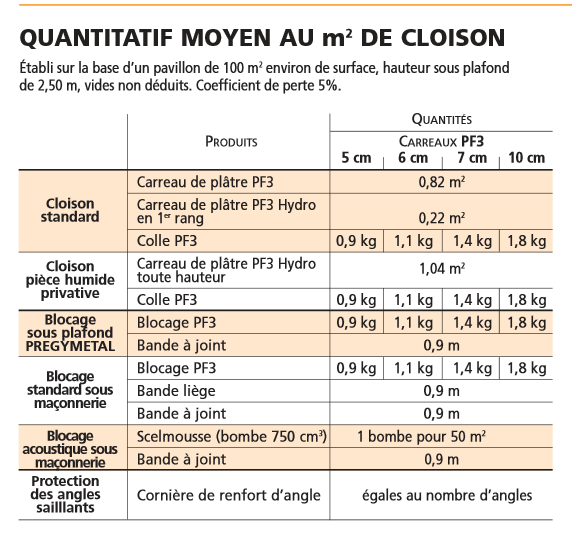 QUANTITATIF MOYEN AU m² DE CLOISON
Établi sur la base d'un pavillon de 100 m² environ de surface, hauteur sous plafond
de 2,50 m, vides non déduits. Coefficient de perte 5%.
QUANTITÉS
PRODUITS
CARREAUX PF3
5 cm 6 cm 7 cm 10 cm
Cloison
standard
Carreau de plâtre PF3 0,82 m²
Carreau de plâtre PF3 Hydro
en 1er rang 0,22 m²
Colle PF3 0,9 kg 1,1 kg 1,4 kg 1,8 kg
Cloison
pièce humide
privative
Carreau de plâtre PF3 Hydro
toute hauteur 1,04 m²
Colle PF3 0,9 kg 1,1 kg 1,4 kg 1,8 kg
Blocage
sous plafond
PREGYMETAL
Blocage PF3 0,9 kg 1,1 kg 1,4 kg 1,8 kg
Bande à joint 0,9 m
Blocage
standard sous
maçonnerie
Blocage PF3 0,9 kg 1,1 kg 1,4 kg 1,8 kg
Bande liège 0,9 m
Bande à joint 0,9 m
Blocage
acoustique sous
maçonnerie
Scelmousse (bombe 750 cm³) 1 bombe pour 50 m²
Bande à joint 0,9 m
Protection
des angles
saillants
Cornière de renfort d'angle égales au nombre d'angles